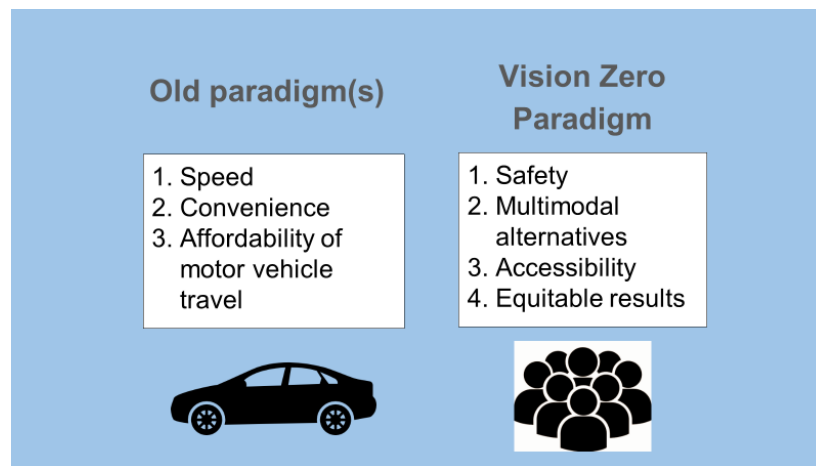 Old paradigm(s)
1. Speed
2. Convenience
3. Affordability of
motor vehicle
travel
Vision Zero
Paradigm
1. Safety
2. Multimodal
alternatives
3. Accessibility
4. Equitable results